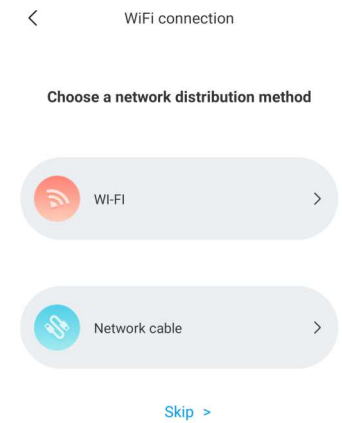 WiFi connection
Choose a network distribution method
WI-FI
Network cable
Skip >